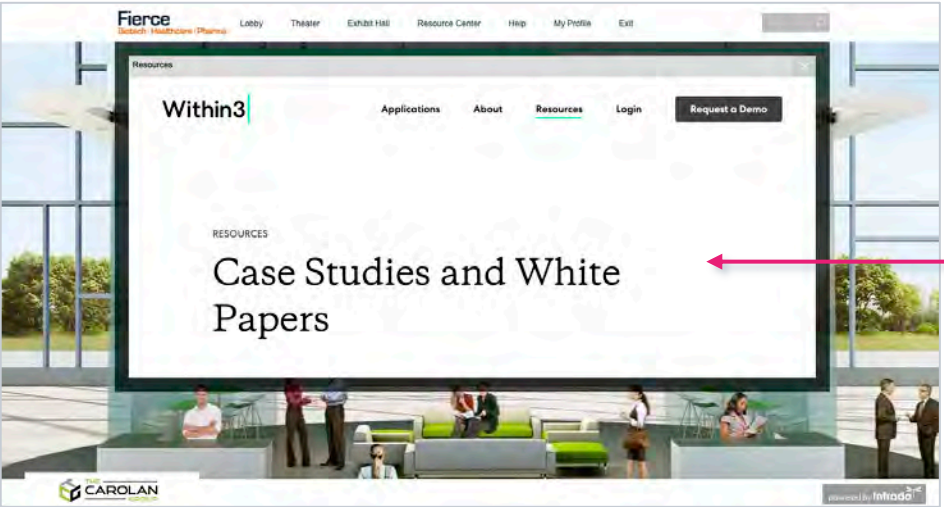 Fierce
Biotech Healthcare Pharma
Lobby Theater Exhibit Hall Resource Center Help My Profile Exit
Resources
Within3
Applications About Resources Login Request a Demo
RESOURCES
Case Studies and White
Papers
THE
CAROLAN
GROUP
powered by intrado